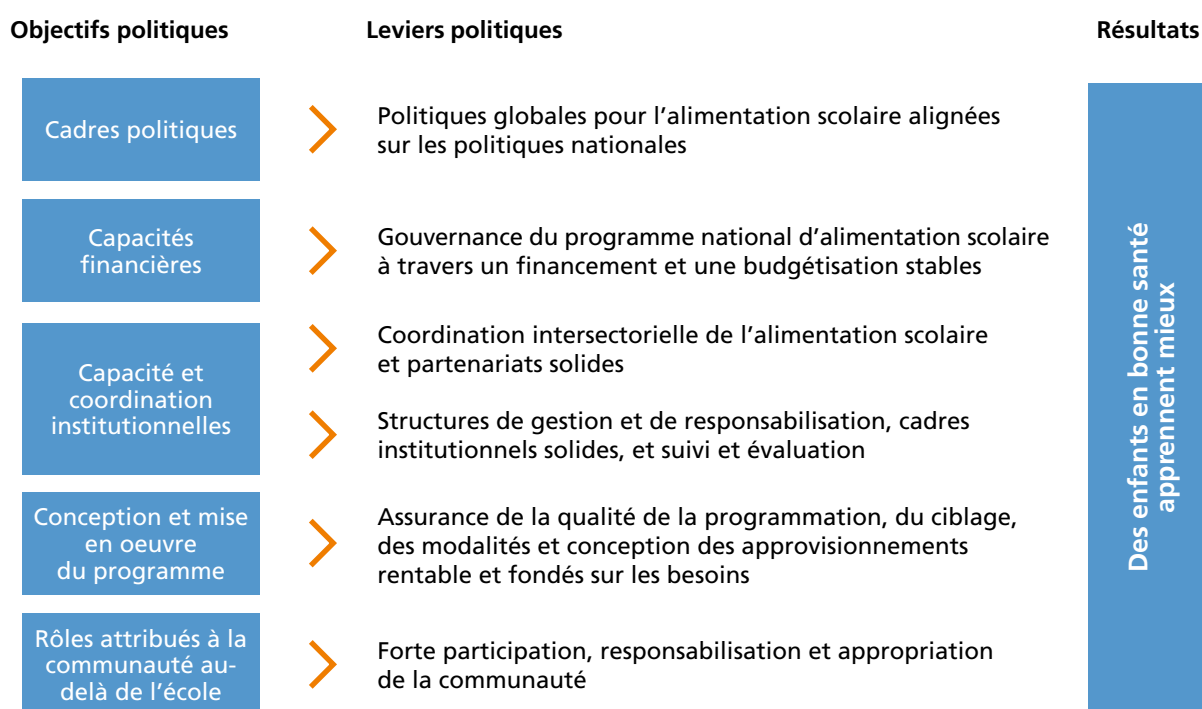 Objectifs politiques
Leviers politiques
Résultats
Cadres politiques
Politiques globales pour l'alimentation scolaire alignées
sur les politiques nationales
Capacités
financières
Gouvernance du programme national d'alimentation scolaire
à travers un financement et une budgétisation stables
Capacité et
coordination
institutionnelles
Coordination intersectorielle de l'alimentation scolaire
et partenariats solides
Structures de gestion et de responsabilisation, cadres
institutionnels solides, et suivi et évaluation
Conception et mise
en oeuvre
du programme
Assurance de la qualité de la programmation, du ciblage,
des modalités et conception des approvisionnements
rentable et fondés sur les besoins
Rôles attribués à la
communauté au-
delà de l'école
Forte participation, responsabilisation et appropriation
de la communauté
Des enfants en bonne santé
apprennent mieux